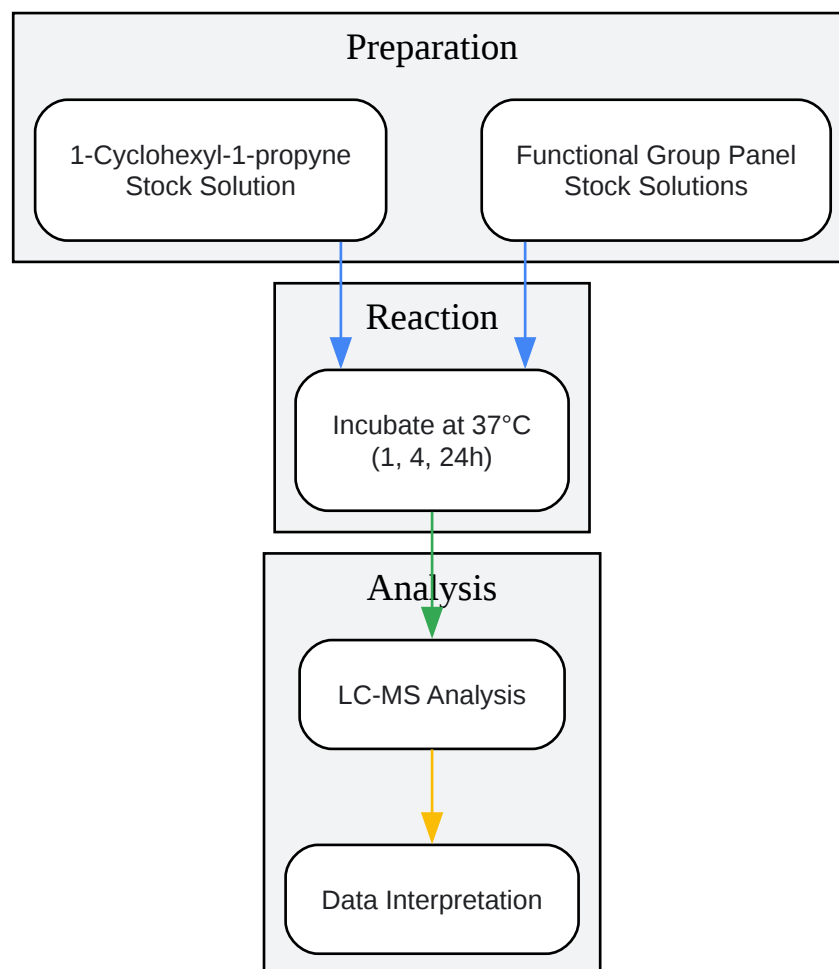 Preparation
1-Cyclohexyl-1-propyne
Stock Solution
Functional Group Panel
Stock Solutions
Reaction
Incubate at 37°C
(1, 4, 24h)
Analysis
LC-MS Analysis
Data Interpretation